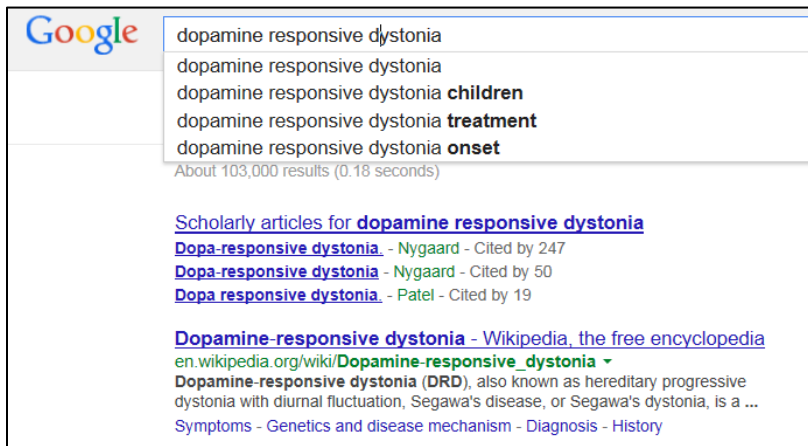 Google
dopamine responsive dystonia
dopamine responsive dystonia
dopamine responsive dystonia children
dopamine responsive dystonia treatment
dopamine responsive dystonia onset
About 103,000 results (0.18 seconds)
Scholarly articles for dopamine responsive dystonia
Dopa-responsive dystonia. - Nygaard - Cited by 247
Dopa-responsive dystonia - Nygaard - Cited by 50
Dopa responsive dystonia. - Patel - Cited by 19
Dopamine-responsive dystonia - Wikipedia, the free encyclopedia
en.wikipedia.org/wiki/Dopamine-responsive_dystonia
Dopamine-responsive dystonia (DRD), also known as hereditary progressive
dystonia with diurnal fluctuation, Segawa's disease, or Segawa's dystonia, is a ...
Symptoms - Genetics and disease mechanism - Diagnosis - History